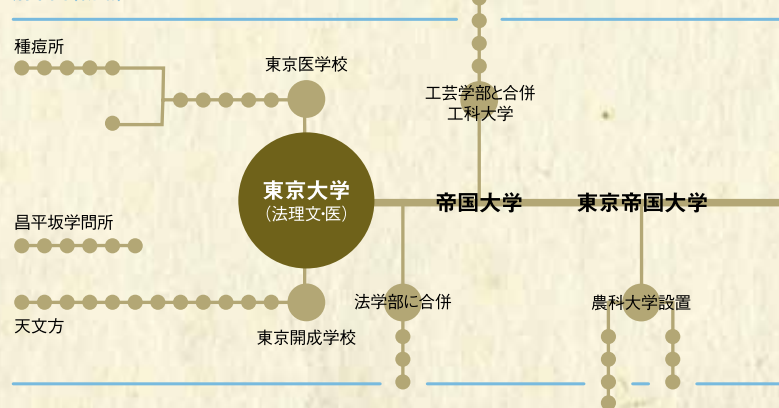 種痘所
東京医学校
工芸学部と合併
工科大学
東京大学
（法理文・医）
帝国大学
東京帝国大学
昌平坂学問所
法学部に合併
農科大学設置
天文方
東京開成学校